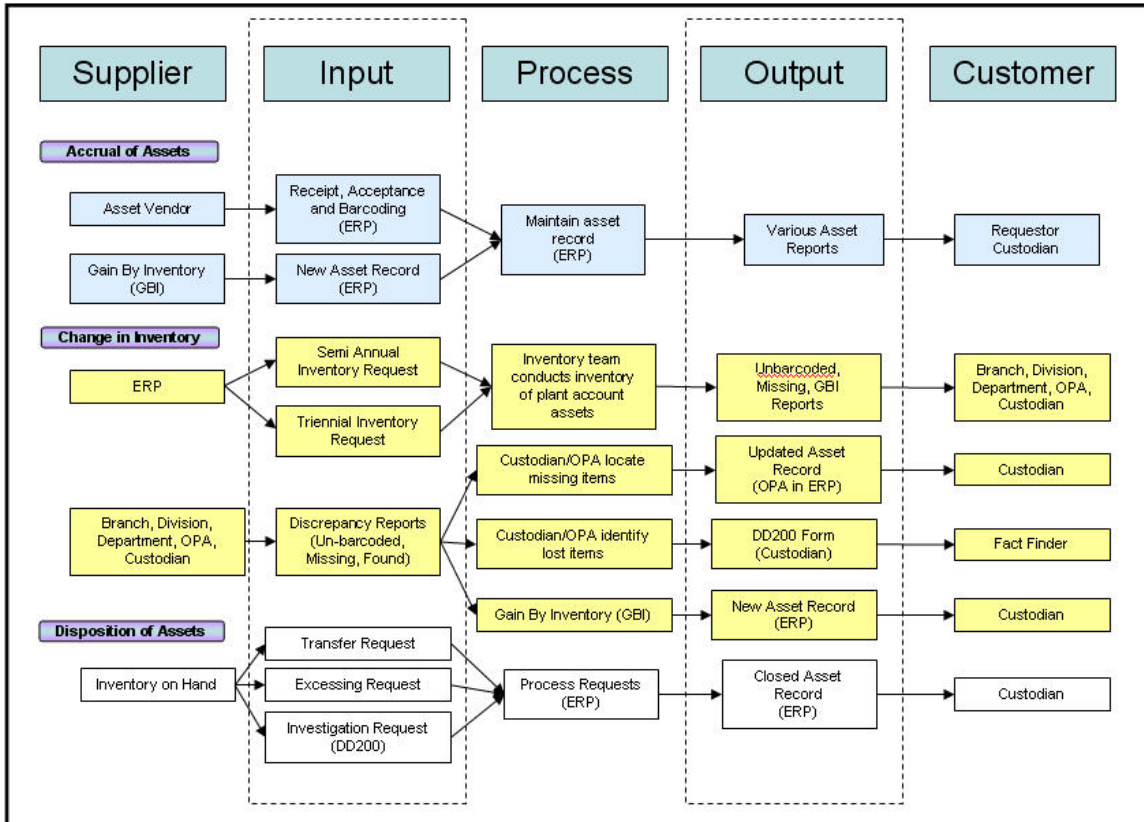 Supplier
Input
Process
Output
Customer
Accrual of Assets
Asset Vendor
Receipt, Acceptance
and Barcoding
(ERP)
Maintain asset
record
(ERP)
Various Asset
Reports
Requestor
Custodian
Gain By Inventory
(GBI)
New Asset Record
(ERP)
Change in Inventory
ERP
Semi Annual
Inventory Request
Triennial Inventory
Request
Inventory team
conducts inventory
of plant account
assets
Unbarcoded,
Missing, GBI
Reports
Branch, Division,
Department, OPA,
Custodian
Branch, Division,
Department, OPA,
Custodian
Discrepancy Reports
(Un-barcoded,
Missing, Found)
Custodian/OPA locate
missing items
Updated Asset
Record
(OPA in ERP)
Custodian
Custodian/OPA identify
lost items
DD200 Form
(Custodian)
Fact Finder
Gain By Inventory (GBI)
New Asset Record
(ERP)
Custodian
Disposition of Assets
Inventory on Hand
Transfer Request
Excessing Request
Investigation Request
(DD200)
Process Requests
(ERP)
Closed Asset
Record
(ERP)
Custodian